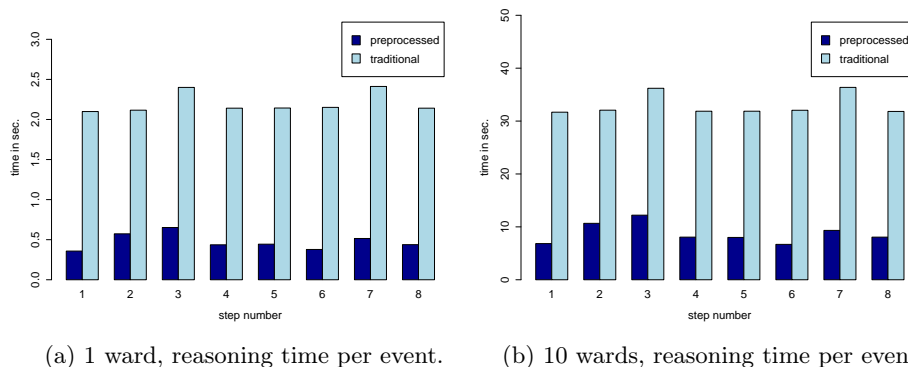 preprocessed
traditional
time in sec.
3.0
2.5
2.0
1.5
1.0
0.5
0.0
1 2 3 4 5 6 7 8
step number
(a) 1 ward, reasoning time per event.
preprocessed
traditional
time in sec.
50
40
30
20
10
0
1 2 3 4 5 6 7 8
step number
(b) 10 wards, reasoning time per even